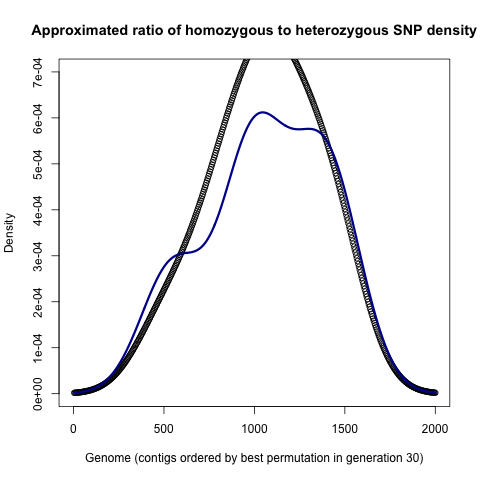 Approximated ratio of homozygous to heterozygous SNP density
7e-04
6e-04
5e-04
4e-04
3e-04
2e-04
1e-04
0e+00
Density
0 500 1000 1500 2000
Genome (contigs ordered by best permutation in generation 30)